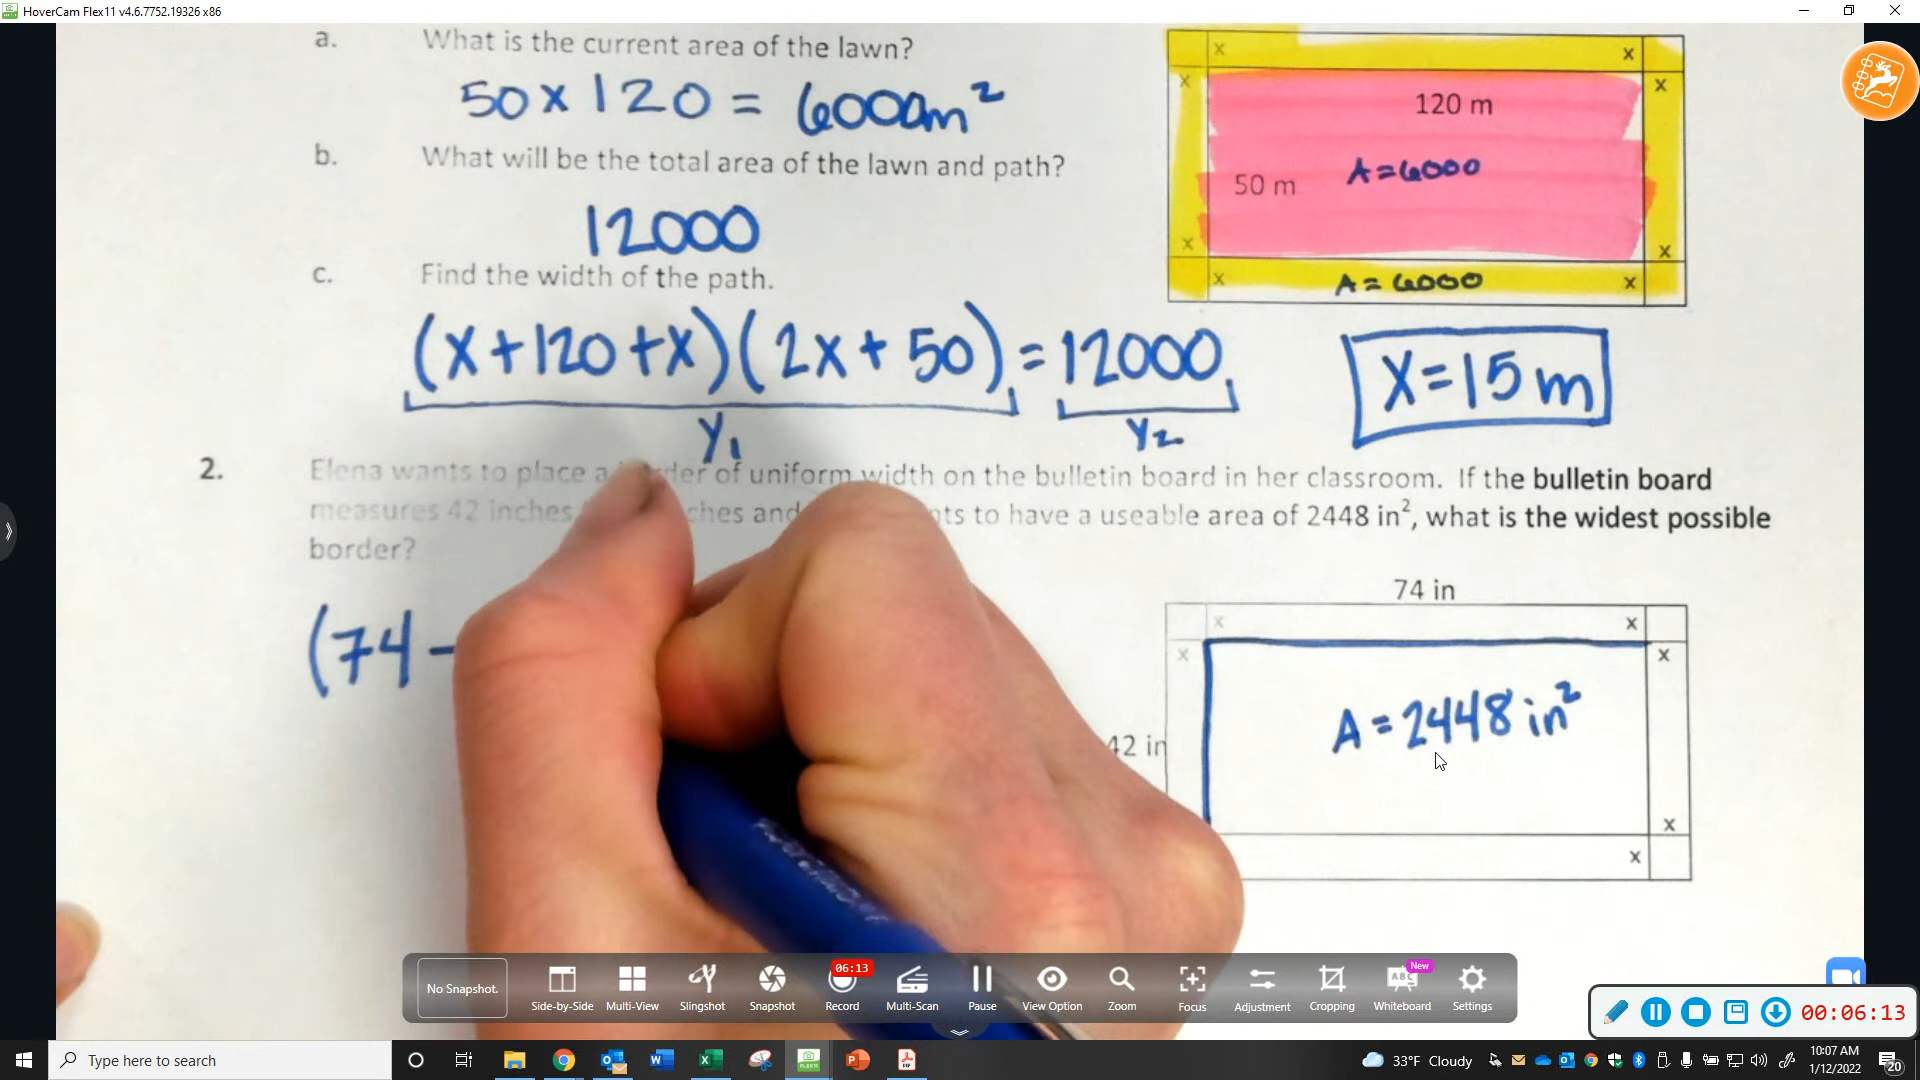 HoverCam Flex11 v4.6.7752.19326 x86
a. What is the current area of the lawn?
50 x 120 = 6000m²
b. What will be the total area of the lawn and path?
12000
c. Find the width of the path.
(x+120+x)(2x+50)=12000
Y1
Y2
X=15m
x x
x x
120 m
50 m A=6000
x x
x A=6000 x
2. Elena wants to place a of uniform width on the bulletin board in her classroom. If the bulletin board
measures 42 inches and to have a useable area of 2448 in², what is the widest possible
border?
(74-
74 in
x x
x x
A=2448 in²
42 in
x
x
No Snapshot.
Side-by-Side Multi-View Slingshot Snapshot 06:13 Record Multi-Scan Pause View Option Zoom Focus Adjustment Cropping ABC New Whiteboard Settings
00:06:13
Type here to search
33°F Cloudy
10:07 AM
1/12/2022
20